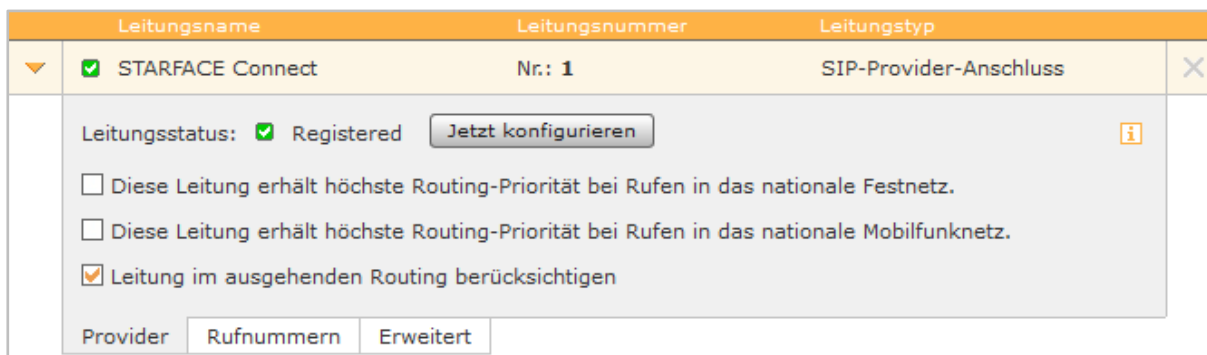 Leitungsname Leitungsnummer Leitungstyp
STARFACE Connect Nr.: 1 SIP-Provider-Anschluss
Leitungsstatus: Registered Jetzt konfigurieren
Diese Leitung erhält höchste Routing-Priorität bei Rufen in das nationale Festnetz.
Diese Leitung erhält höchste Routing-Priorität bei Rufen in das nationale Mobilfunknetz.
Leitung im ausgehenden Routing berücksichtigen
Provider Rufnummern Erweitert